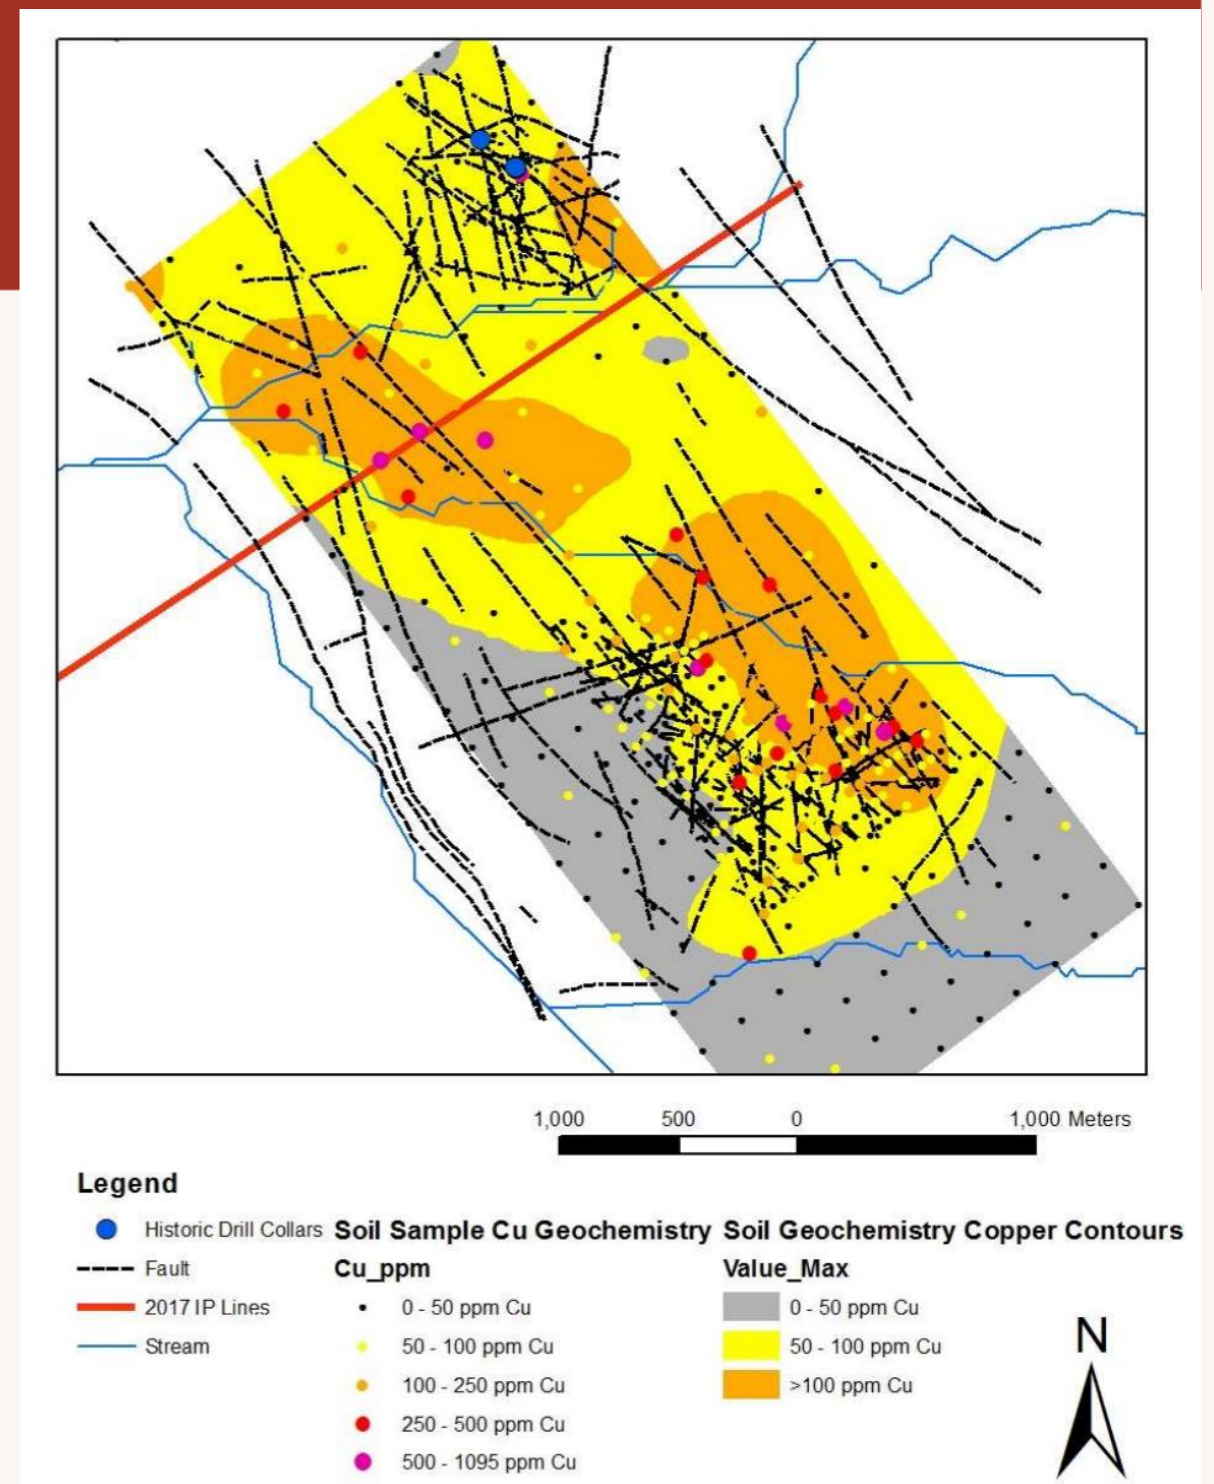 1,000 500 0 1,000 Meters
Legend
Historic Drill Collars
Fault
2017 IP Lines
Stream
Soil Sample Cu Geochemistry
Cu_ppm
0 - 50 ppm Cu
50 - 100 ppm Cu
100 - 250 ppm Cu
250 - 500 ppm Cu
500 - 1095 ppm Cu
Soil Geochemistry Copper Contours
Value_Max
0 - 50 ppm Cu
50 - 100 ppm Cu
>100 ppm Cu
N